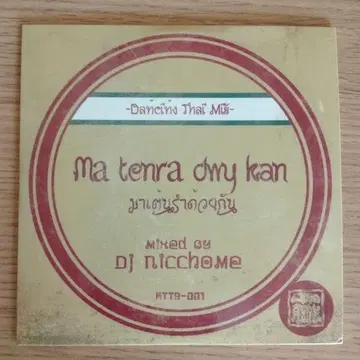 -Dancing Thai Mix-
Ma tenra dwy kan
มาเต้นรำด้วยกัน
mixed by
DJ nicchome
KTTB-001